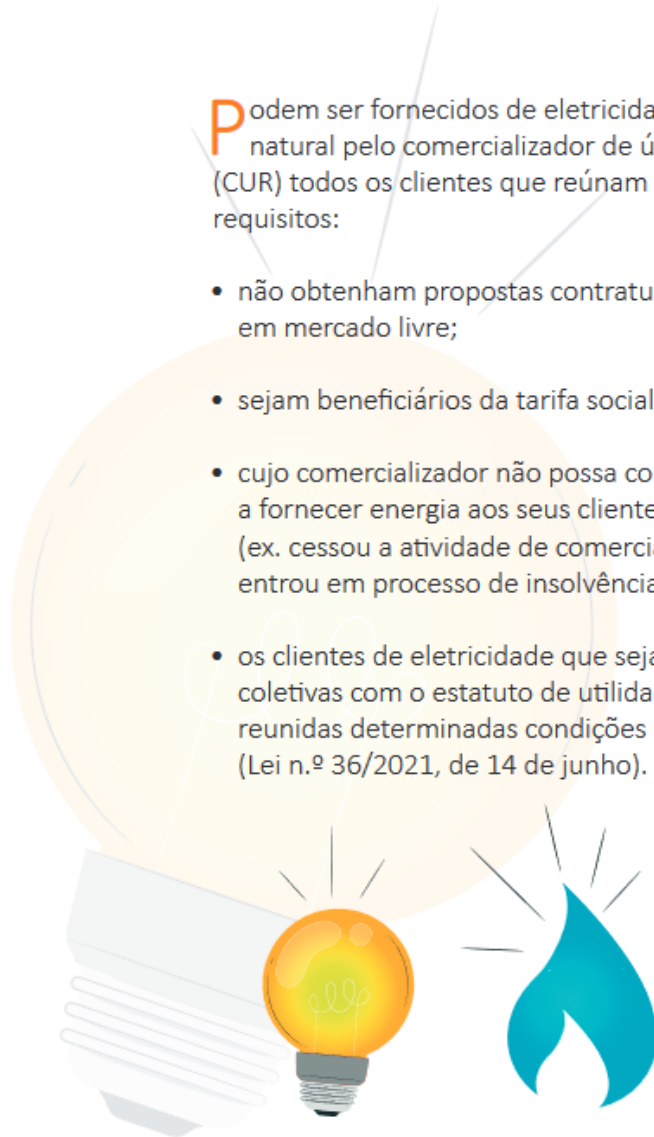 Podem ser fornecidos de eletricida
natural pelo comercializador de ú
(CUR) todos os clientes que reúnam
requisitos:
• não obtenham propostas contratu
em mercado livre;
• sejam beneficiários da tarifa social
• cujo comercializador não possa co
a fornecer energia aos seus cliente
(ex. cessou a atividade de comercia
entrou em processo de insolvência
• os clientes de eletricidade que seja
coletivas com o estatuto de utilida
reunidas determinadas condições
(Lei n.º 36/2021, de 14 de junho).